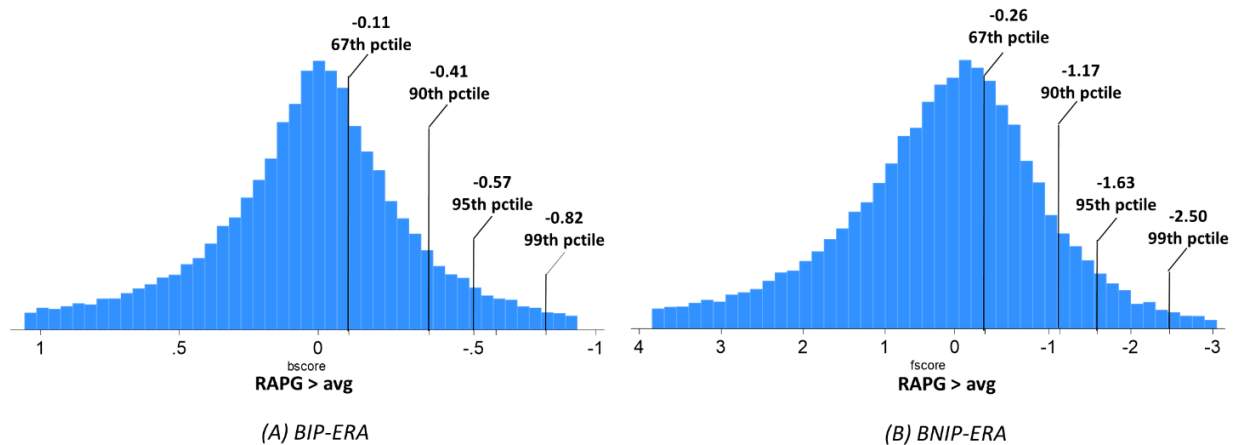 -0.11
67th pctile
-0.41
90th pctile
-0.57
95th pctile
-0.82
99th pctile
1 .5 0 -.5 -1
bscore
RAPG > avg
(A) BIP-ERA
-0.26
67th pctile
-1.17
90th pctile
-1.63
95th pctile
-2.50
99th pctile
4 3 2 1 0 -1 -2 -3
fscore
RAPG > avg
(B) BNIP-ERA